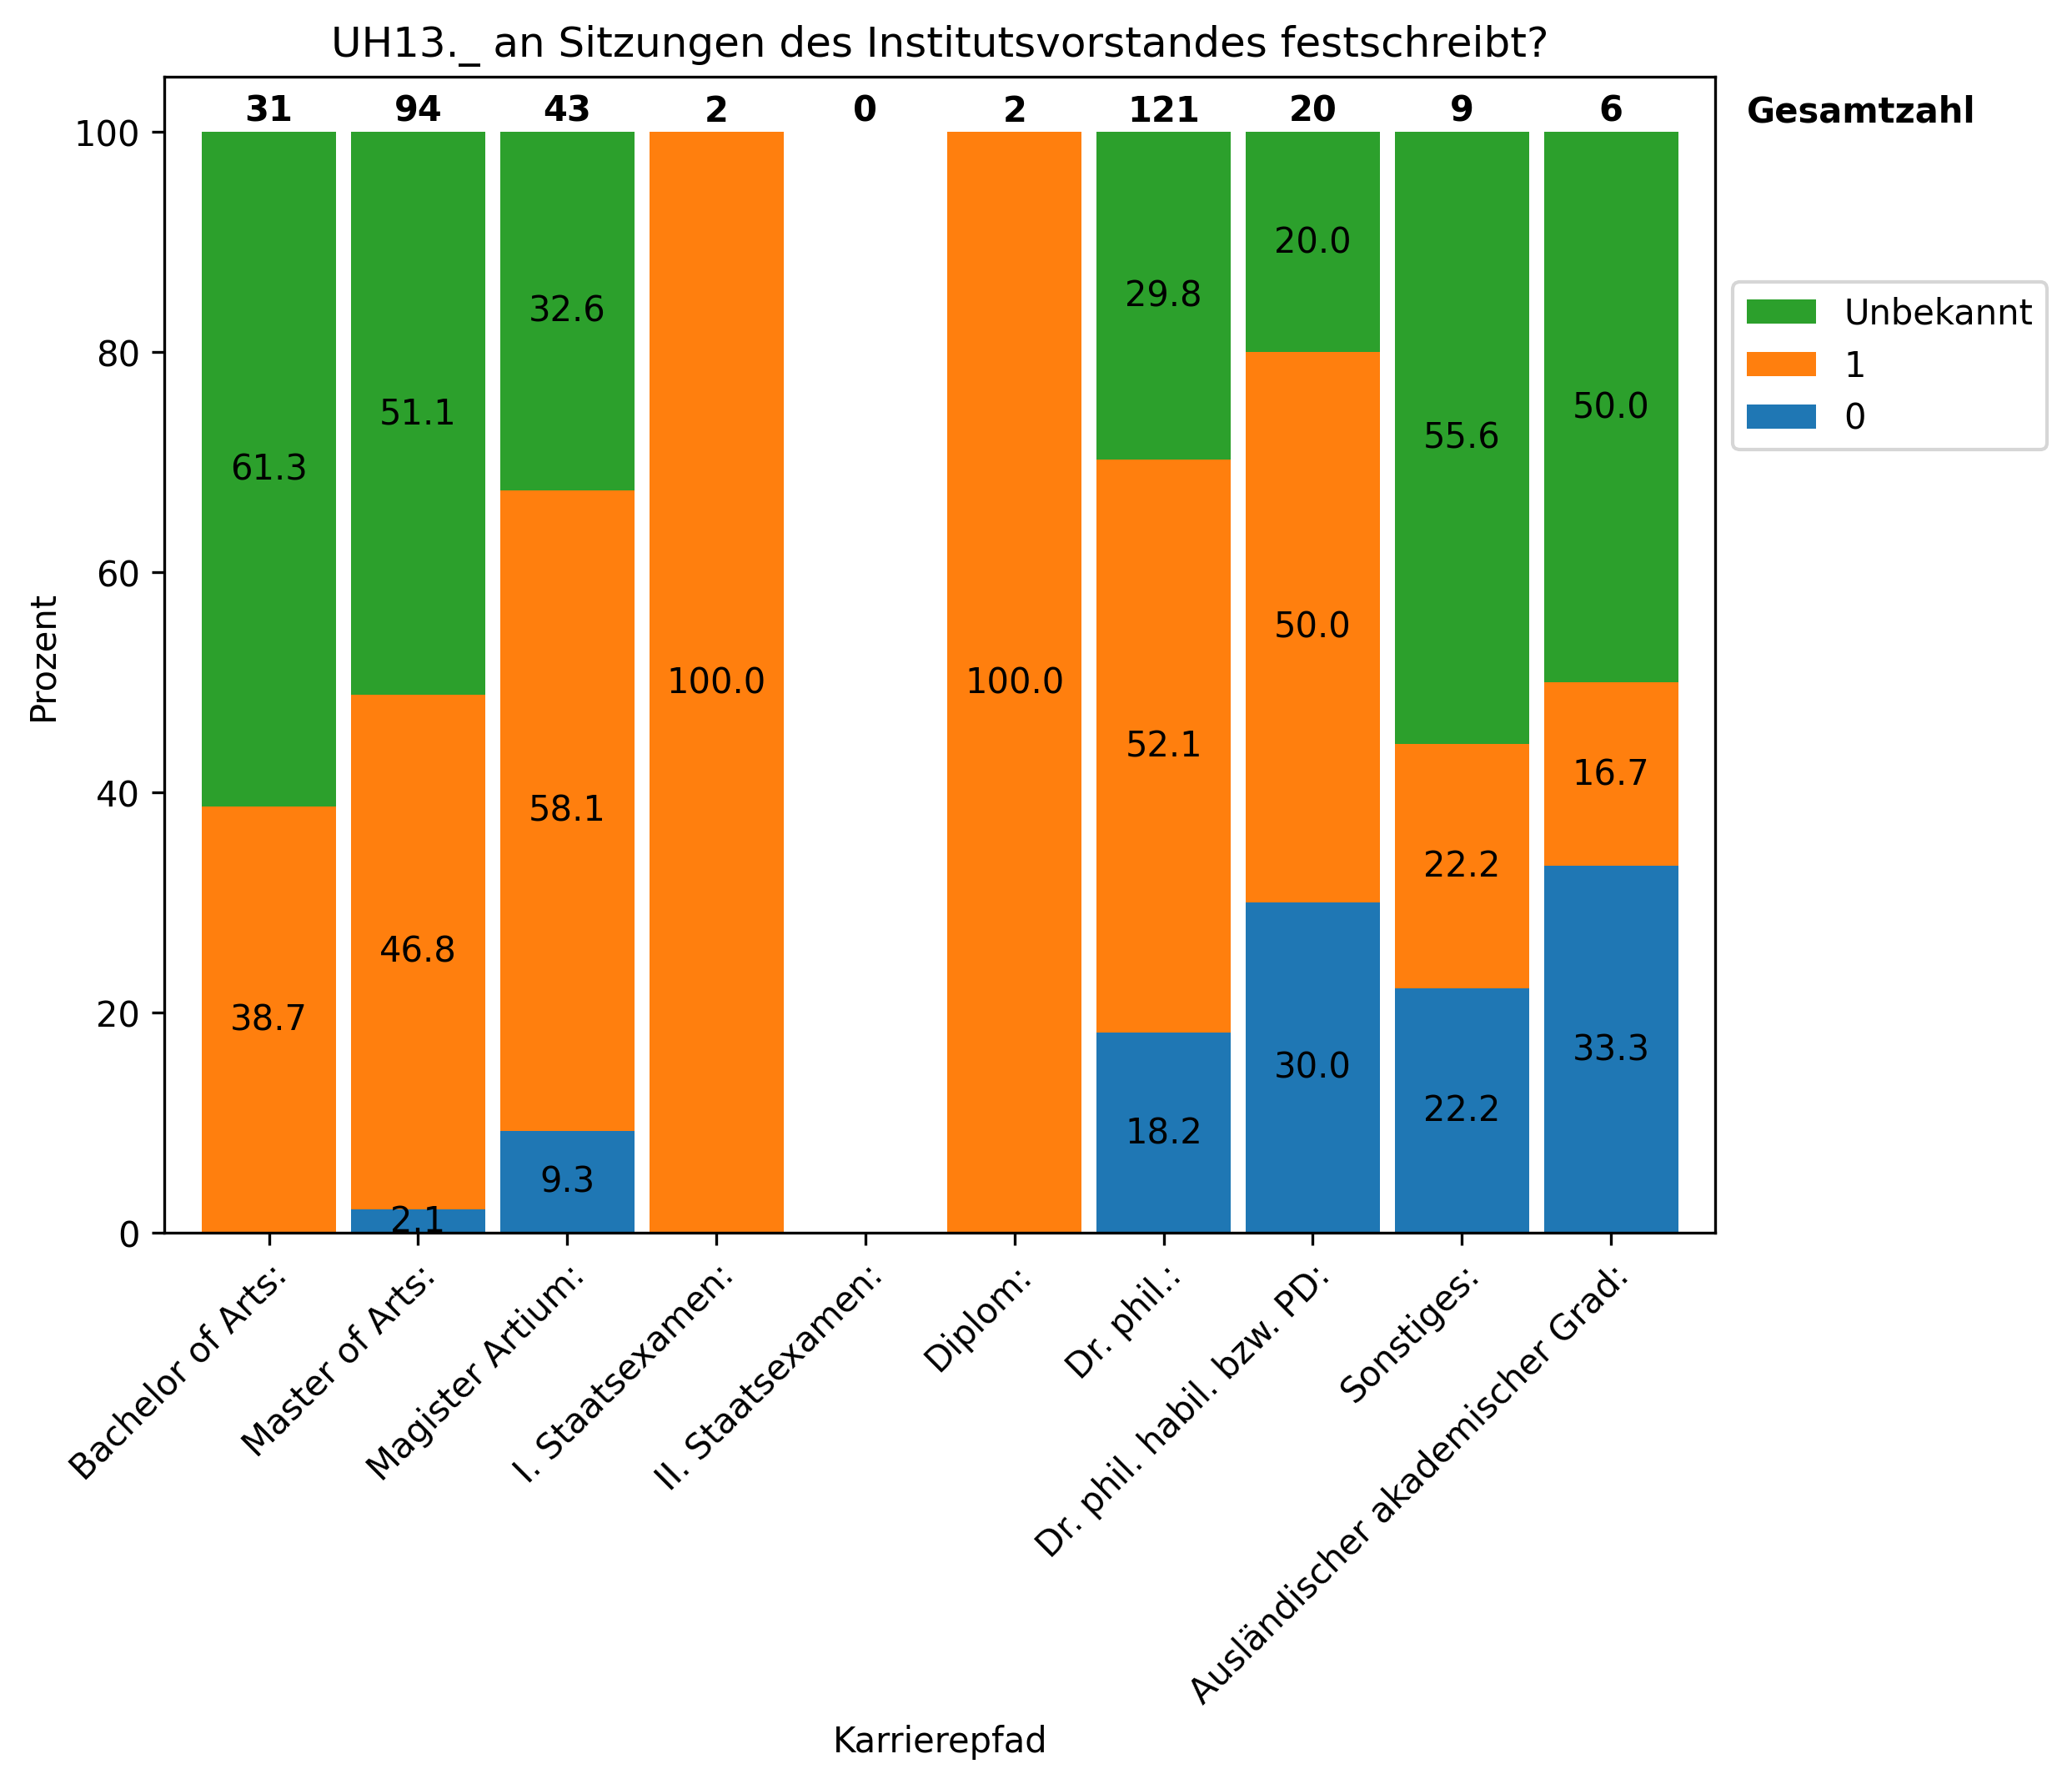 UH13._ an Sitzungen des Institutsvorstandes festschreibt?
31 94 43 2 0 2 121 20 9 6 Gesamtzahl
Prozent
100
80
60
40
20
0
61.3
38.7
51.1
46.8
2.1
32.6
58.1
9.3
100.0
100.0
29.8
52.1
18.2
20.0
50.0
30.0
55.6
22.2
22.2
50.0
16.7
33.3
Unbekannt
1
0
Bachelor of Arts:
Master of Arts:
Magister Artium:
I. Staatsexamen:
II. Staatsexamen:
Diplom:
Dr. phil.:
Dr. phil. habil. bzw. PD:
Sonstiges:
Ausländischer akademischer Grad:
Karrierepfad